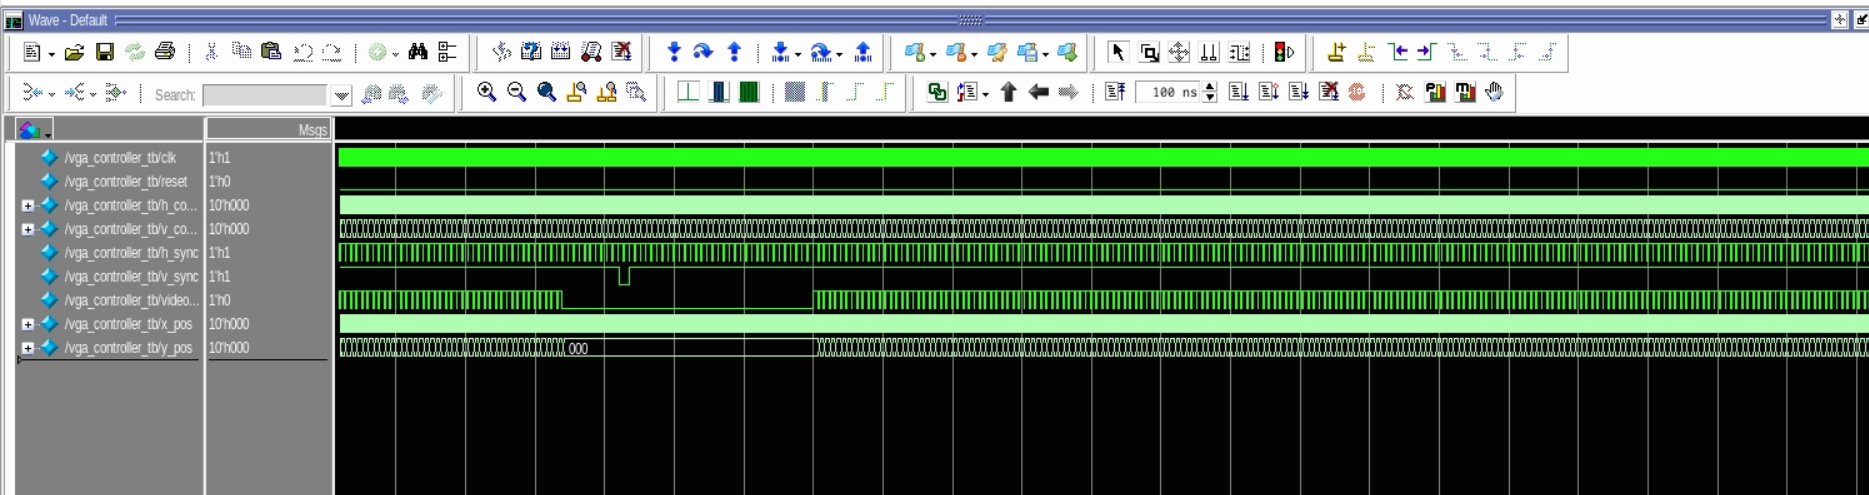 Wave - Default
Search:
100 ns
Msgs
/vga_controller_tb/clk 1'h1
/vga_controller_tb/reset 1'h0
/vga_controller_tb/h_co... 10'h000
/vga_controller_tb/v_co... 10'h000
/vga_controller_tb/h_sync 1'h1
/vga_controller_tb/v_sync 1'h1
/vga_controller_tb/video... 1'h0
/vga_controller_tb/x_pos 10'h000
/vga_controller_tb/y_pos 10'h000 000